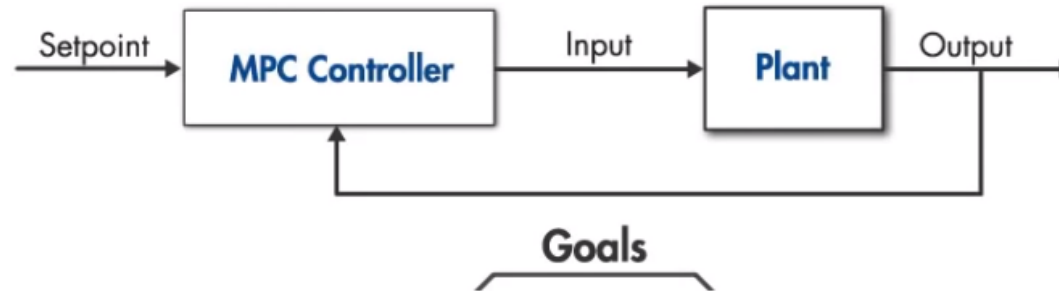 Setpoint
MPC Controller
Input
Plant
Output
Goals